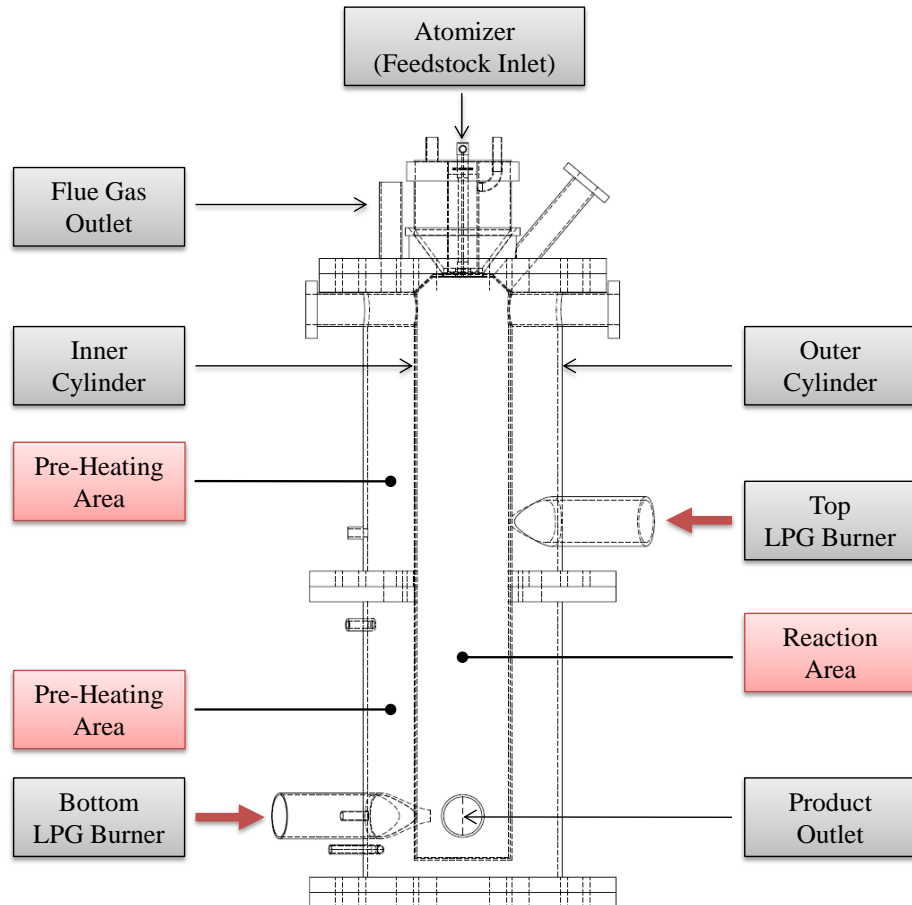 Atomizer
(Feedstock Inlet)
Flue Gas
Outlet
Inner
Cylinder
Outer
Cylinder
Pre-Heating
Area
Top
LPG Burner
Reaction
Area
Pre-Heating
Area
Bottom
LPG Burner
Product
Outlet